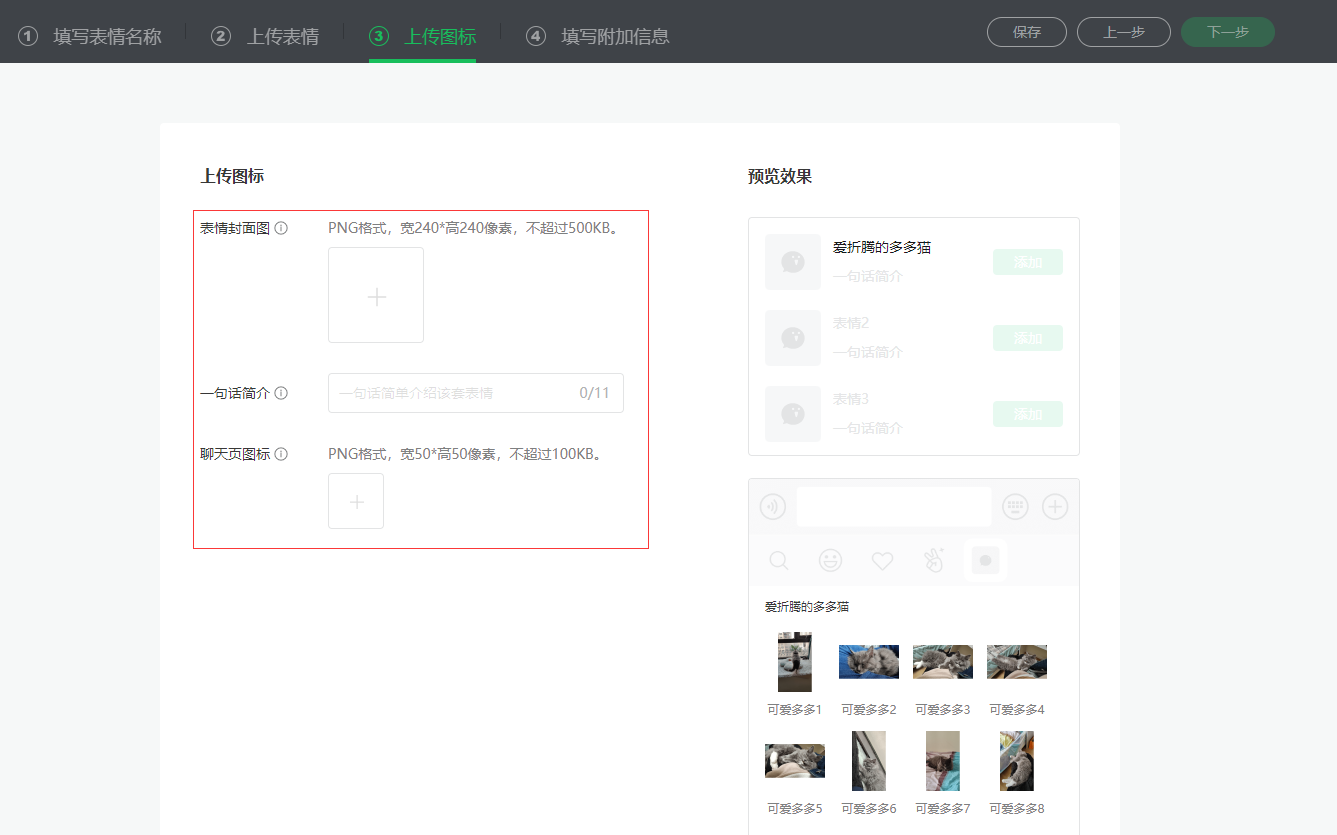 ① 填写表情名称 ② 上传表情 ③ 上传图标 ④ 填写附加信息 保存 上一步 下一步
上传图标
表情封面图 PNG格式，宽240*高240像素，不超过500KB。
一句话简介 一句话简单介绍该套表情 0/11
聊天页图标 PNG格式，宽50*高50像素，不超过100KB。
预览效果
爱折腾的多多猫
一句话简介
添加
表情2
一句话简介
添加
表情3
一句话简介
添加
爱折腾的多多猫
可爱多多1 可爱多多2 可爱多多3 可爱多多4
可爱多多5 可爱多多6 可爱多多7 可爱多多8